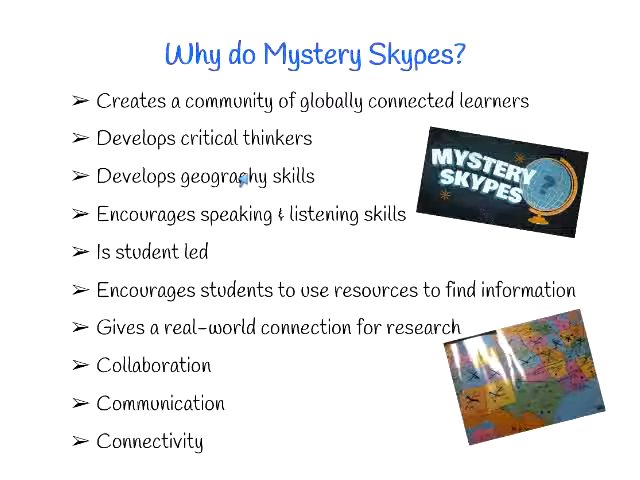 Why do Mystery Skypes?
➢ Creates a community of globally connected learners
➢ Develops critical thinkers
➢ Develops geography skills
➢ Encourages speaking & listening skills
➢ Is student led
➢ Encourages students to use resources to find information
➢ Gives a real-world connection for research
➢ Collaboration
➢ Communication
➢ Connectivity
MYSTERY
SKYPES
?